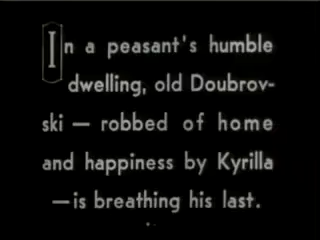 In a peasant's humble
dwelling, old Doubrov-
ski — robbed of home
and happiness by Kyrilla
—is breathing his last.